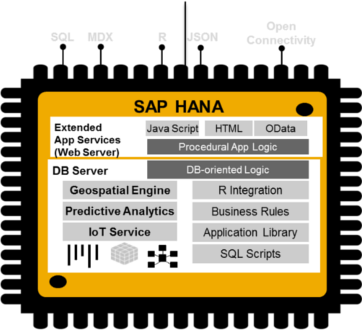 SQL MDX R JSON Open
Connectivity
SAP HANA
Extended
App Services
(Web Server)
Java Script HTML OData
Procedural App Logic
DB Server
DB-oriented Logic
Geospatial Engine R Integration
Predictive Analytics Business Rules
IoT Service Application Library
SQL Scripts